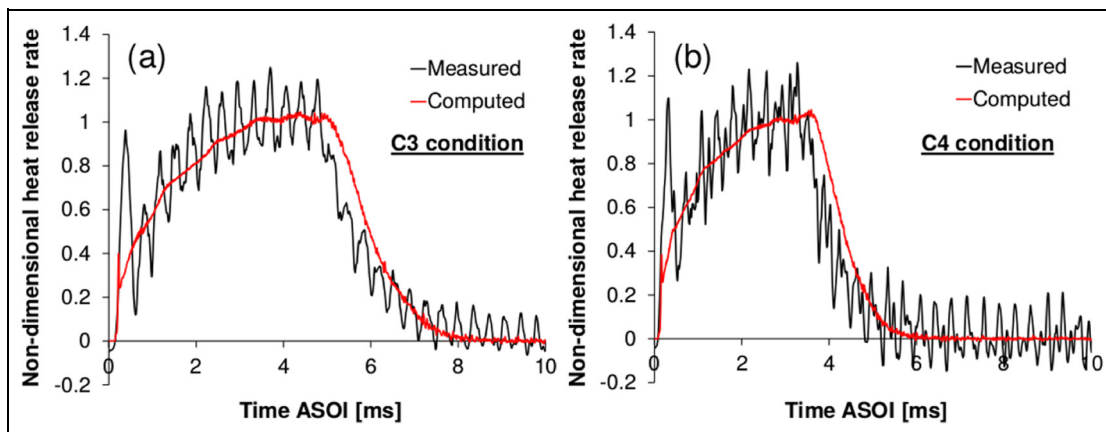 (a)
Measured
Computed
C3 condition
Non-dimensional heat release rate
1.4
1.2
1
0.8
0.6
0.4
0.2
0
-0.2
0 2 4 6 8 10
Time ASOI [ms]
(b)
Measured
Computed
C4 condition
Non-dimensional heat release rate
1.4
1.2
1
0.8
0.6
0.4
0.2
0
-0.2
0 2 4 6 8 10
Time ASOI [ms]